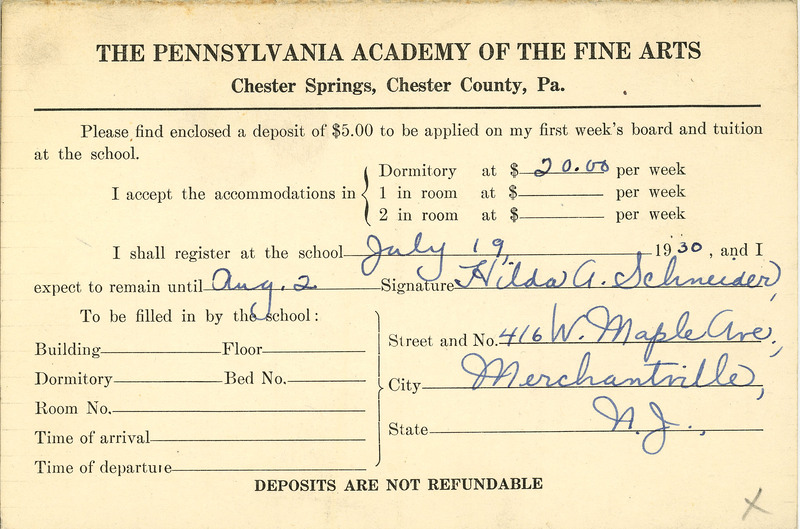 THE PENNSYLVANIA ACADEMY OF THE FINE ARTS
Chester Springs, Chester County, Pa.
Please find enclosed a deposit of $5.00 to be applied on my first week's board and tuition
at the school.
I accept the accommodations in { Dormitory at $ 20.00 per week
1 in room at $ per week
2 in room at $ per week
I shall register at the school July 19, 1930, and I
expect to remain until Aug. 2 Signature Hilda A. Schneider,
To be filled in by the school:
Street and No. 416 W. Maple Ave.,
Building Floor
City Merchantville,
Dormitory Bed No.
Room No.
State N.J.,
Time of arrival
Time of departure
DEPOSITS ARE NOT REFUNDABLE
X